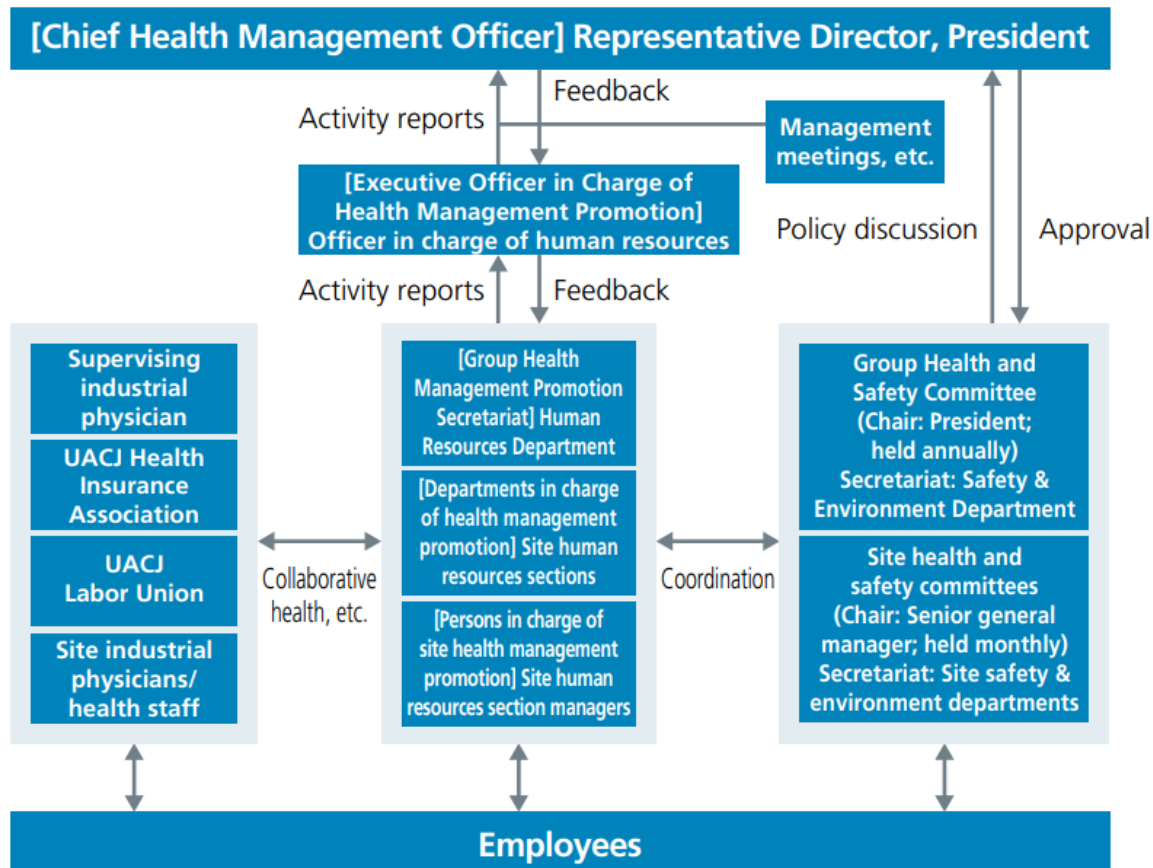 [Chief Health Management Officer] Representative Director, President
Activity reports
Feedback
Management
meetings, etc.
[Executive Officer in Charge of
Health Management Promotion]
Officer in charge of human resources
Policy discussion
Approval
Activity reports
Feedback
Supervising
industrial
physician
UACJ Health
Insurance
Association
UACJ
Labor Union
Site industrial
physicians/
health staff
Collaborative
health, etc.
[Group Health
Management Promotion
Secretariat] Human
Resources Department
[Departments in charge
of health management
promotion] Site human
resources sections
[Persons in charge of
site health management
promotion] Site human
resources section managers
Coordination
Group Health and
Safety Committee
(Chair: President;
held annually)
Secretariat: Safety &
Environment Department
Site health and
safety committees
(Chair: Senior general
manager; held monthly)
Secretariat: Site safety &
environment departments
Employees